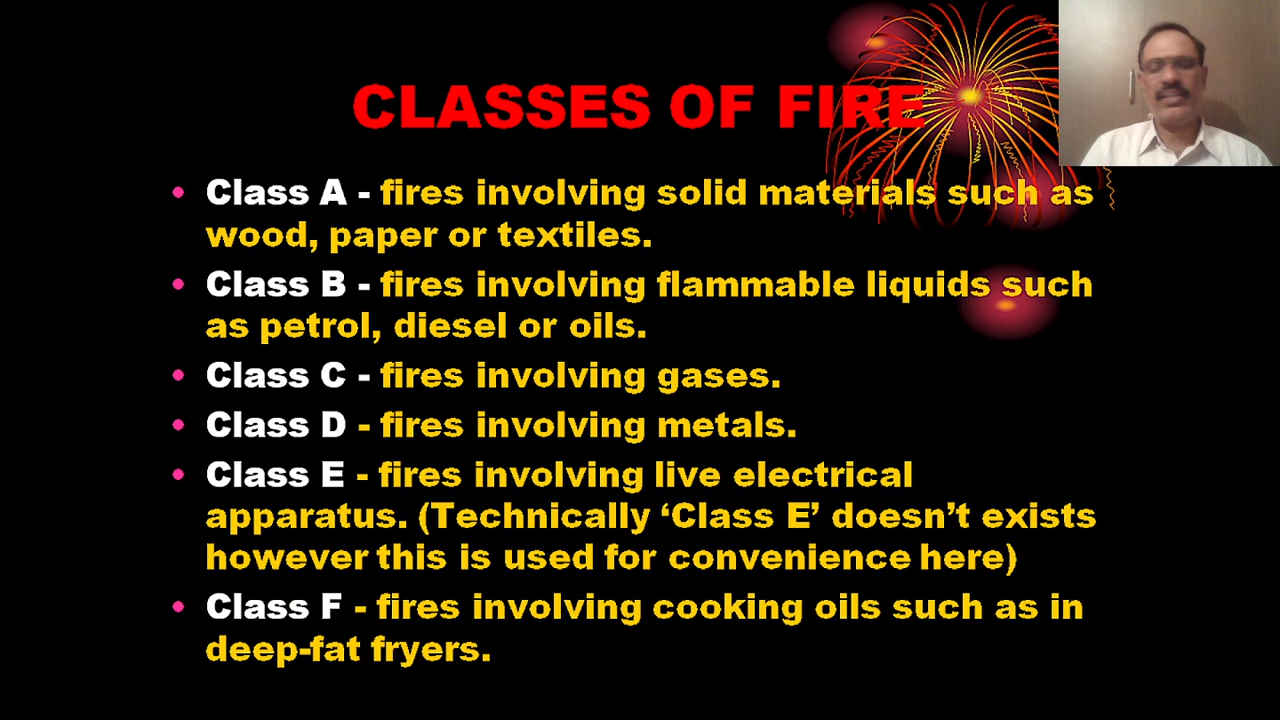 CLASSES OF FIRE
• Class A - fires involving solid materials such as
wood, paper or textiles.
• Class B - fires involving flammable liquids such
as petrol, diesel or oils.
• Class C - fires involving gases.
• Class D - fires involving metals.
• Class E - fires involving live electrical
apparatus. (Technically ‘Class E’ doesn’t exists
however this is used for convenience here)
• Class F - fires involving cooking oils such as in
deep-fat fryers.